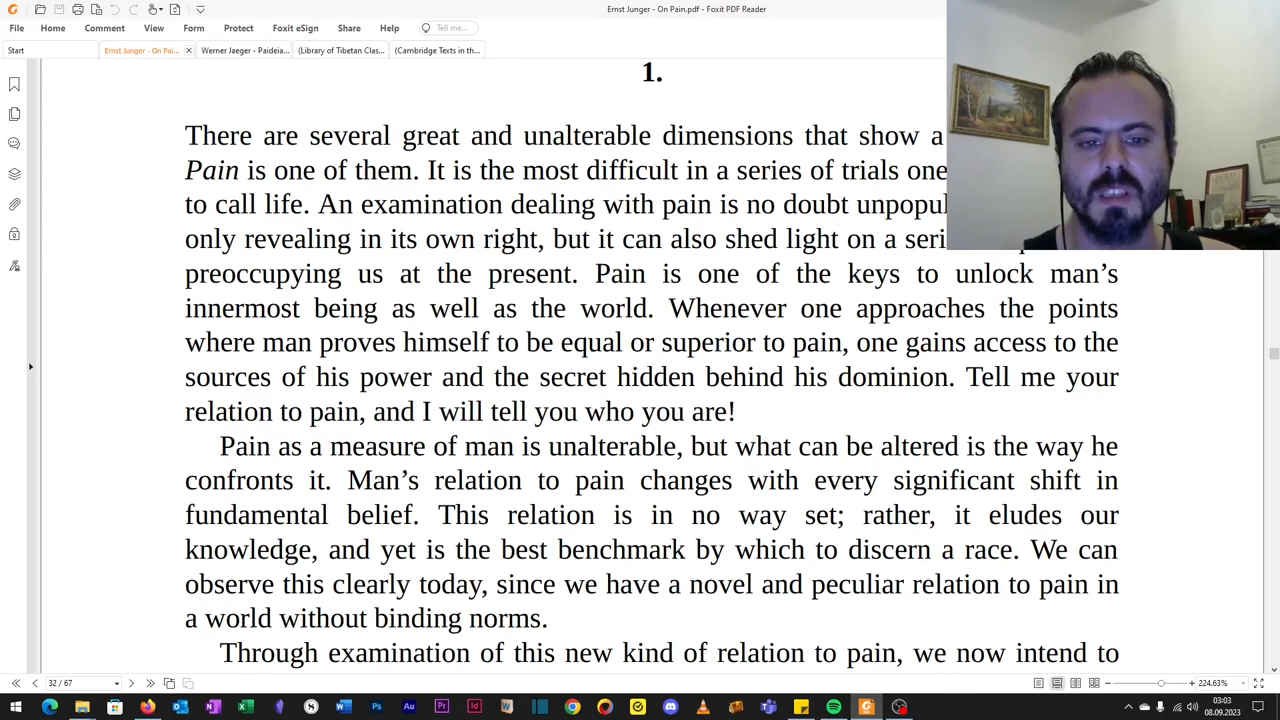 Ernst Junger - On Pain.pdf - Foxit PDF Reader
File Home Comment View Form Protect Foxit eSign Share Help Tell me...
Start Ernst Junger - On Pai... Werner Jaeger - Paideia... (Library of Tibetan Clas... (Cambridge Texts in th...
1.
There are several great and unalterable dimensions that show a
Pain is one of them. It is the most difficult in a series of trials one
to call life. An examination dealing with pain is no doubt unpopul
only revealing in its own right, but it can also shed light on a seri
preoccupying us at the present. Pain is one of the keys to unlock man’s
innermost being as well as the world. Whenever one approaches the points
where man proves himself to be equal or superior to pain, one gains access to the
sources of his power and the secret hidden behind his dominion. Tell me your
relation to pain, and I will tell you who you are!
Pain as a measure of man is unalterable, but what can be altered is the way he
confronts it. Man’s relation to pain changes with every significant shift in
fundamental belief. This relation is in no way set; rather, it eludes our
knowledge, and yet is the best benchmark by which to discern a race. We can
observe this clearly today, since we have a novel and peculiar relation to pain in
a world without binding norms.
Through examination of this new kind of relation to pain, we now intend to
32 / 67 224.63%
03:03
08.09.2023